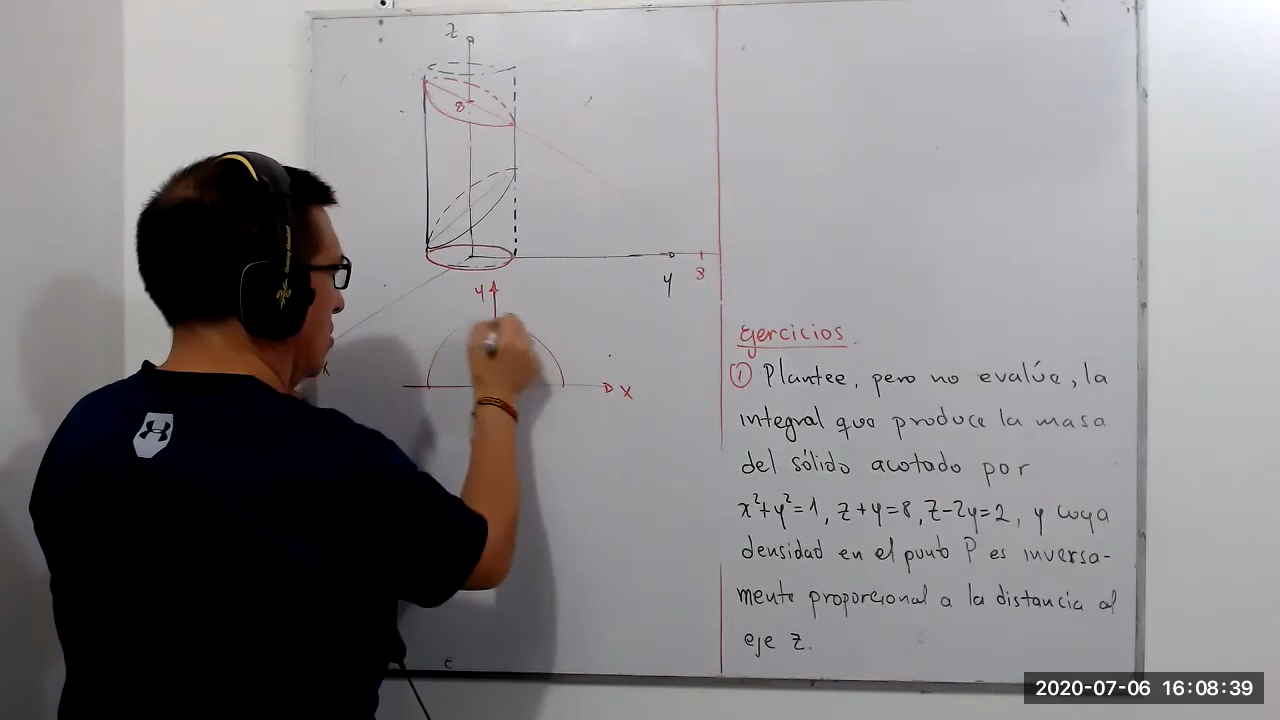 z
8
y
8
y
x
x
ejercicios
① Plantee, pero no evalúe, la
integral que produce la masa
del sólido acotado por
x²+y²=1, z+y=8, z-2y=2, y cuya
densidad en el punto P es inversa-
mente proporcional a la distancia al
eje z.
2020-07-06 16:08:39